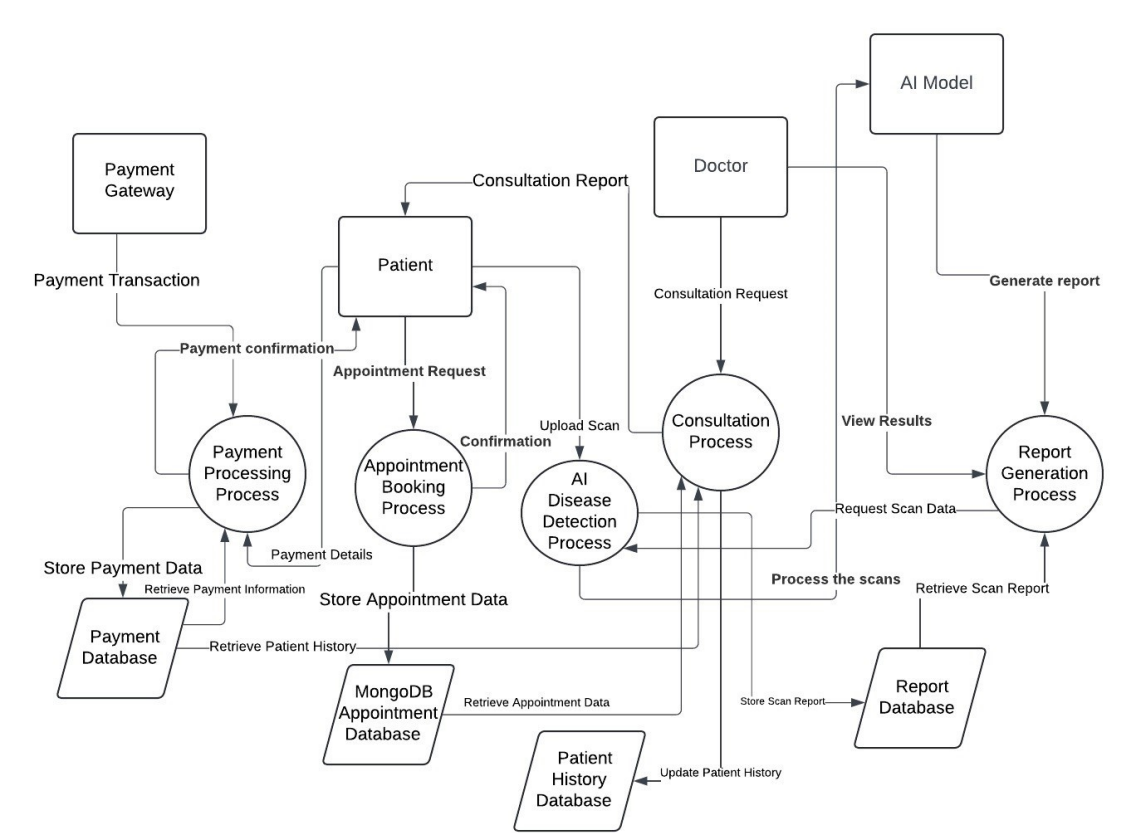 AI Model
Payment
Gateway
Doctor
Consultation Report
Patient
Payment Transaction
Generate report
Consultation Request
Payment confirmation
Appointment Request
Upload Scan
View Results
Confirmation
Consultation
Process
Payment
Processing
Process
Appointment
Booking
Process
AI
Disease
Detection
Process
Report
Generation
Process
Request Scan Data
Payment Details
Store Payment Data
Retrieve Payment Information
Process the scans
Retrieve Scan Report
Store Appointment Data
Payment
Database
Retrieve Patient History
MongoDB
Appointment
Database
Retrieve Appointment Data
Store Scan Report
Report
Database
Patient
History
Database
Update Patient History